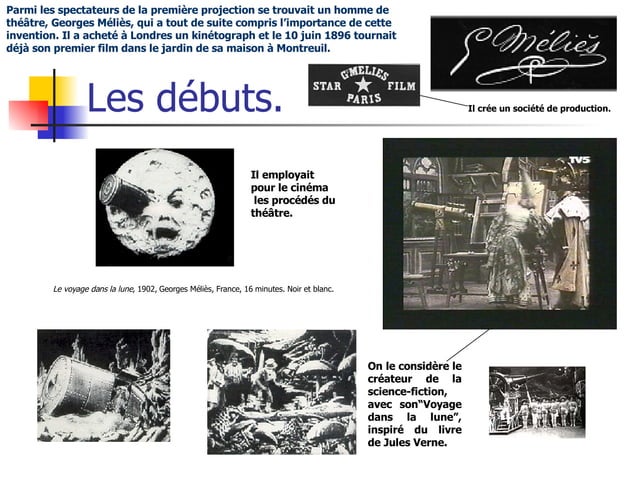 Parmi les spectateurs de la première projection se trouvait un homme de
théâtre, Georges Méliès, qui a tout de suite compris l’importance de cette
invention. Il a acheté à Londres un kinétograph et le 10 juin 1896 tournait
déjà son premier film dans le jardin de sa maison à Montreuil.
G. Méliès
G. MELIES
STAR FILM
PARIS
Il crée un société de production.
Les débuts.
TV5
Il employait
pour le cinéma
les procédés du
théâtre.
Le voyage dans la lune, 1902, Georges Méliès, France, 16 minutes. Noir et blanc.
On le considère le
créateur de la
science-fiction,
avec son“Voyage
dans la lune”,
inspiré du livre
de Jules Verne.